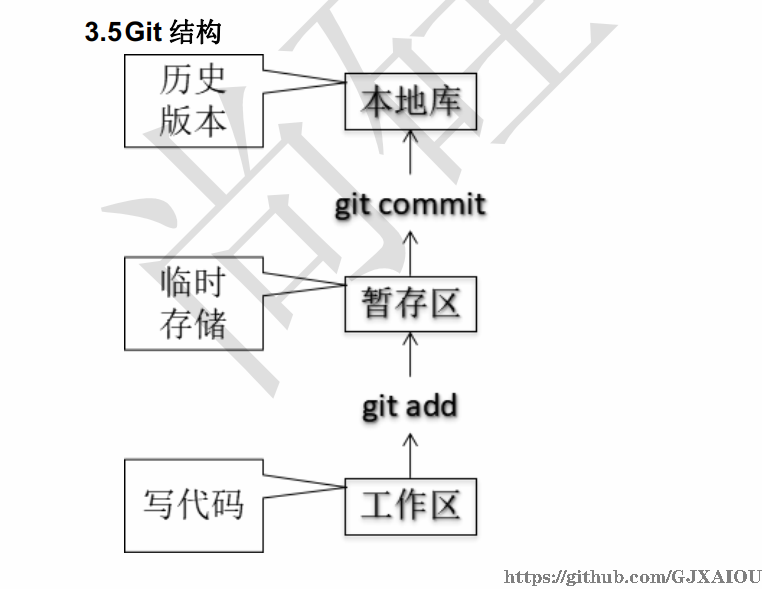 3.5Git 结构
历史
版本
本地库
git commit
临时
存储
暂存区
git add
写代码
工作区
https://github.com/GJXAIOU